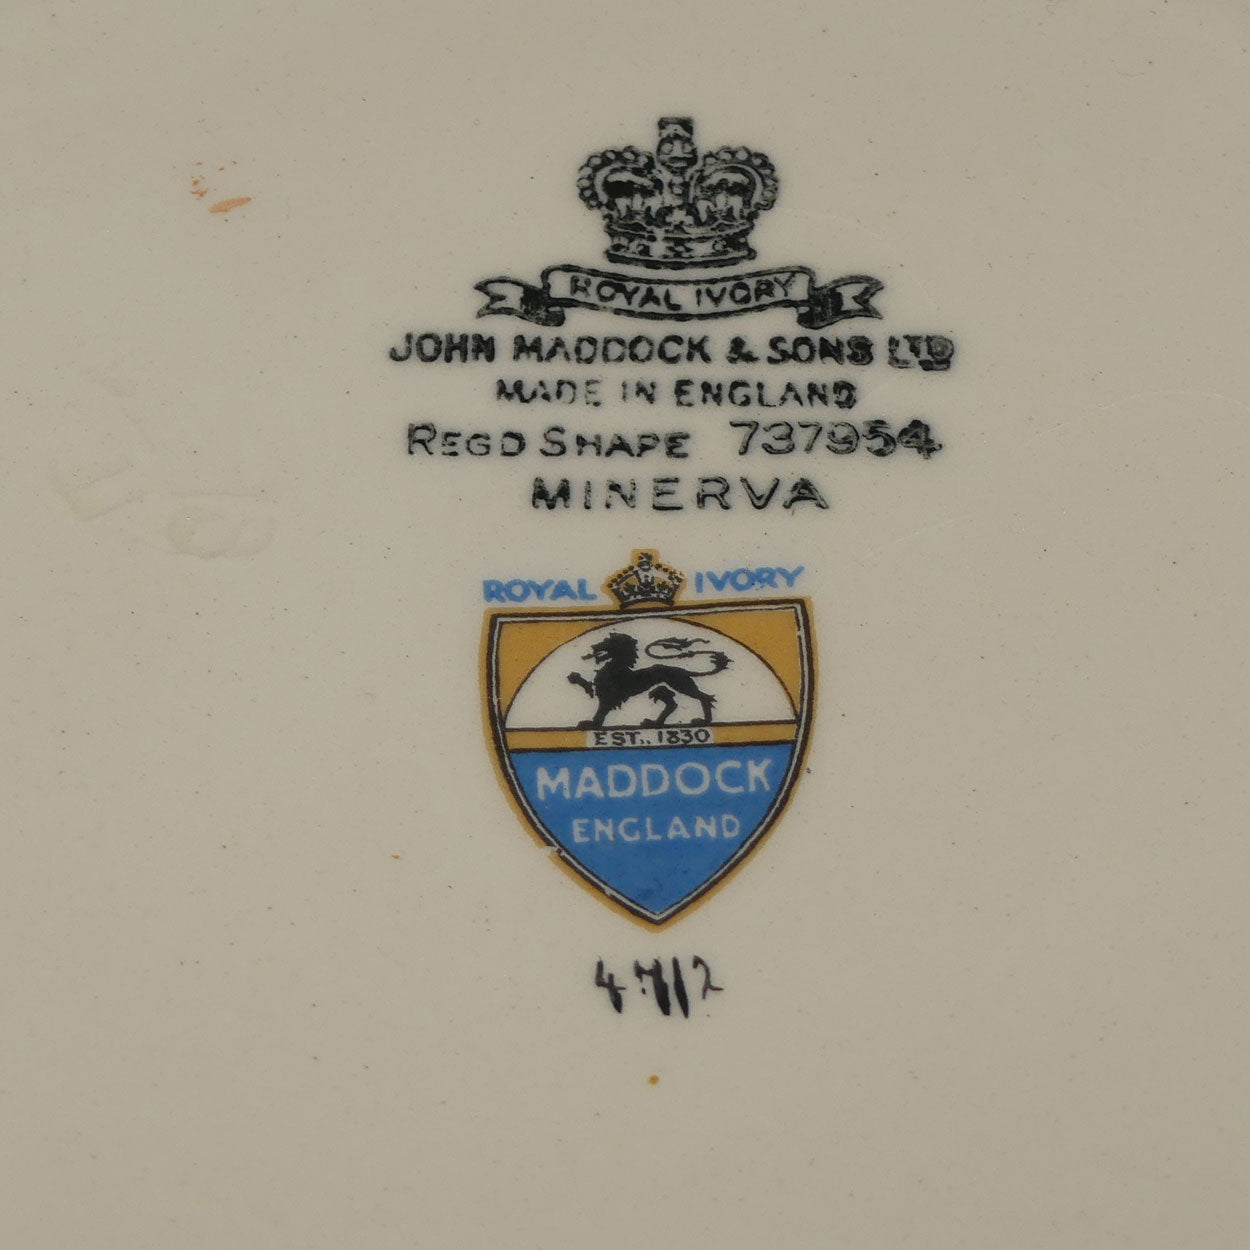 ROYAL IVORY
JOHN MADDOCK & SONS LTD
MADE IN ENGLAND
REGD SHAPE 737954
MINERVA
ROYAL IVORY
EST., 1830
MADDOCK
ENGLAND